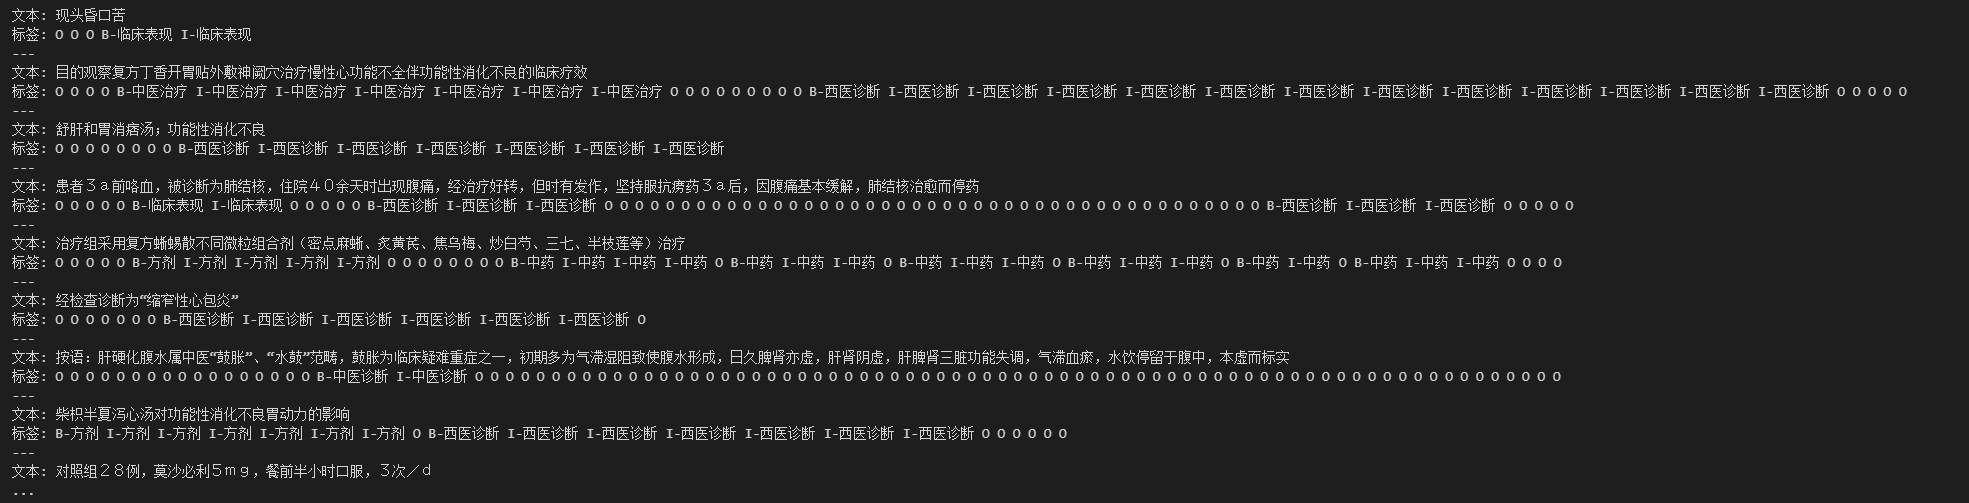 文本: 现头昏口苦
标签: O O O B-临床表现 I-临床表现
---
文本: 目的观察复方丁香开胃贴外敷神阙穴治疗慢性心功能不全伴功能性消化不良的临床疗效
标签: O O O O B-中医治疗 I-中医治疗 I-中医治疗 I-中医治疗 I-中医治疗 I-中医治疗 I-中医治疗 O O O O O O O O O B-西医诊断 I-西医诊断 I-西医诊断 I-西医诊断 I-西医诊断 I-西医诊断 I-西医诊断 I-西医诊断 I-西医诊断 I-西医诊断 I-西医诊断 I-西医诊断 I-西医诊断 O O O O O
---
文本: 舒肝和胃消痞汤；功能性消化不良
标签: O O O O O O O O B-西医诊断 I-西医诊断 I-西医诊断 I-西医诊断 I-西医诊断 I-西医诊断 I-西医诊断
---
文本: 患者３ａ前咯血，被诊断为肺结核，住院４０余天时出现腹痛，经治疗好转，但时有发作，坚持服抗痨药３ａ后，因腹痛基本缓解，肺结核治愈而停药
标签: O O O O O B-临床表现 I-临床表现 O O O O O B-西医诊断 I-西医诊断 I-西医诊断 O O O O O O O O O O O O O O O O O O O O O O O O O O O O O O O O O O O O O O O O O O O B-西医诊断 I-西医诊断 I-西医诊断 O O O O O
---
文本: 治疗组采用复方蜥蜴散不同微粒组合剂（密点麻蜥、炙黄芪、焦乌梅、炒白芍、三七、半枝莲等）治疗
标签: O O O O O B-方剂 I-方剂 I-方剂 I-方剂 I-方剂 O O O O O O O O B-中药 I-中药 I-中药 I-中药 O B-中药 I-中药 I-中药 O B-中药 I-中药 I-中药 O B-中药 I-中药 I-中药 O B-中药 I-中药 O B-中药 I-中药 I-中药 O O O O
---
文本: 经检查诊断为“缩窄性心包炎”
标签: O O O O O O O B-西医诊断 I-西医诊断 I-西医诊断 I-西医诊断 I-西医诊断 I-西医诊断 O
---
文本: 按语：肝硬化腹水属中医“鼓胀”、“水鼓”范畴，鼓胀为临床疑难重症之一，初期多为气滞湿阻致使腹水形成，日久脾肾亦虚，肝肾阴虚，肝脾肾三脏功能失调，气滞血瘀，水饮停留于腹中，本虚而标实
标签: O O O O O O O O O O O O O O O O O B-中医诊断 I-中医诊断 O O O O O O O O O O O O O O O O O O O O O O O O O O O O O O O O O O O O O O O O O O O O O O O O O O O O O O O O O O O O O O O O O O O O O O O
---
文本: 柴枳半夏泻心汤对功能性消化不良胃动力的影响
标签: B-方剂 I-方剂 I-方剂 I-方剂 I-方剂 I-方剂 I-方剂 O B-西医诊断 I-西医诊断 I-西医诊断 I-西医诊断 I-西医诊断 I-西医诊断 I-西医诊断 O O O O O O
---
文本: 对照组２８例，莫沙必利５ｍｇ，餐前半小时口服，３次／ｄ
...